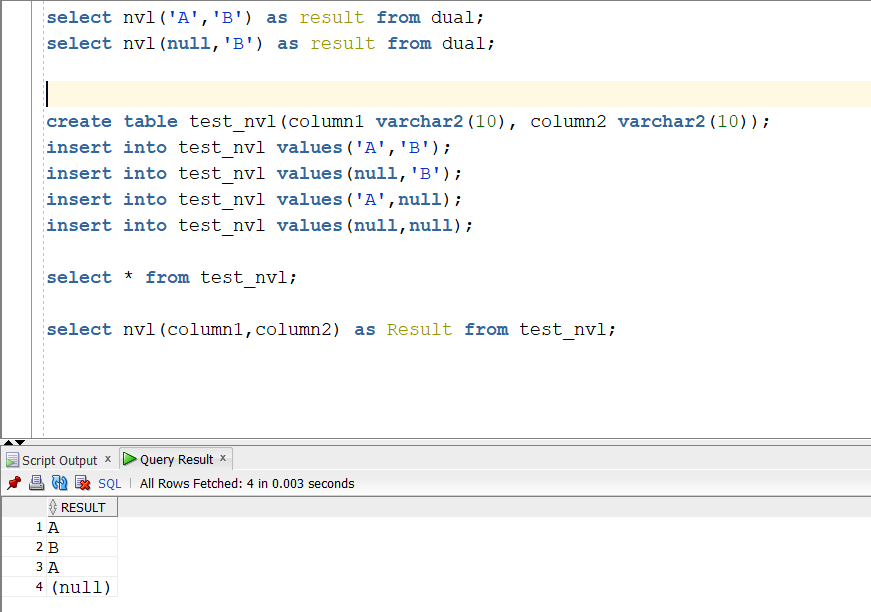 select nvl('A','B') as result from dual;
select nvl(null,'B') as result from dual;
create table test_nvl(column1 varchar2(10), column2 varchar2(10));
insert into test_nvl values('A','B');
insert into test_nvl values(null,'B');
insert into test_nvl values('A',null);
insert into test_nvl values(null,null);
select * from test_nvl;
select nvl(column1,column2) as Result from test_nvl;
Script Output x Query Result x
SQL | All Rows Fetched: 4 in 0.003 seconds
RESULT
1 A
2 B
3 A
4 (null)